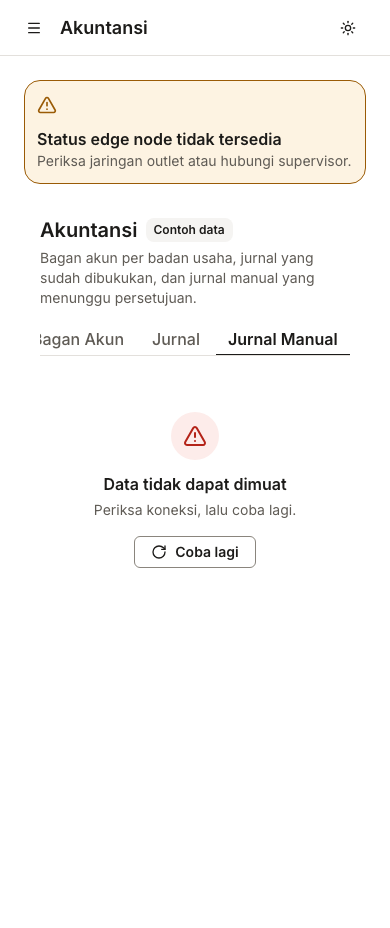 Akuntansi
Status edge node tidak tersedia
Periksa jaringan outlet atau hubungi supervisor.
Akuntansi Contoh data
Bagan akun per badan usaha, jurnal yang
sudah dibukukan, dan jurnal manual yang
menunggu persetujuan.
Bagan Akun Jurnal Jurnal Manual
Data tidak dapat dimuat
Periksa koneksi, lalu coba lagi.
Coba lagi